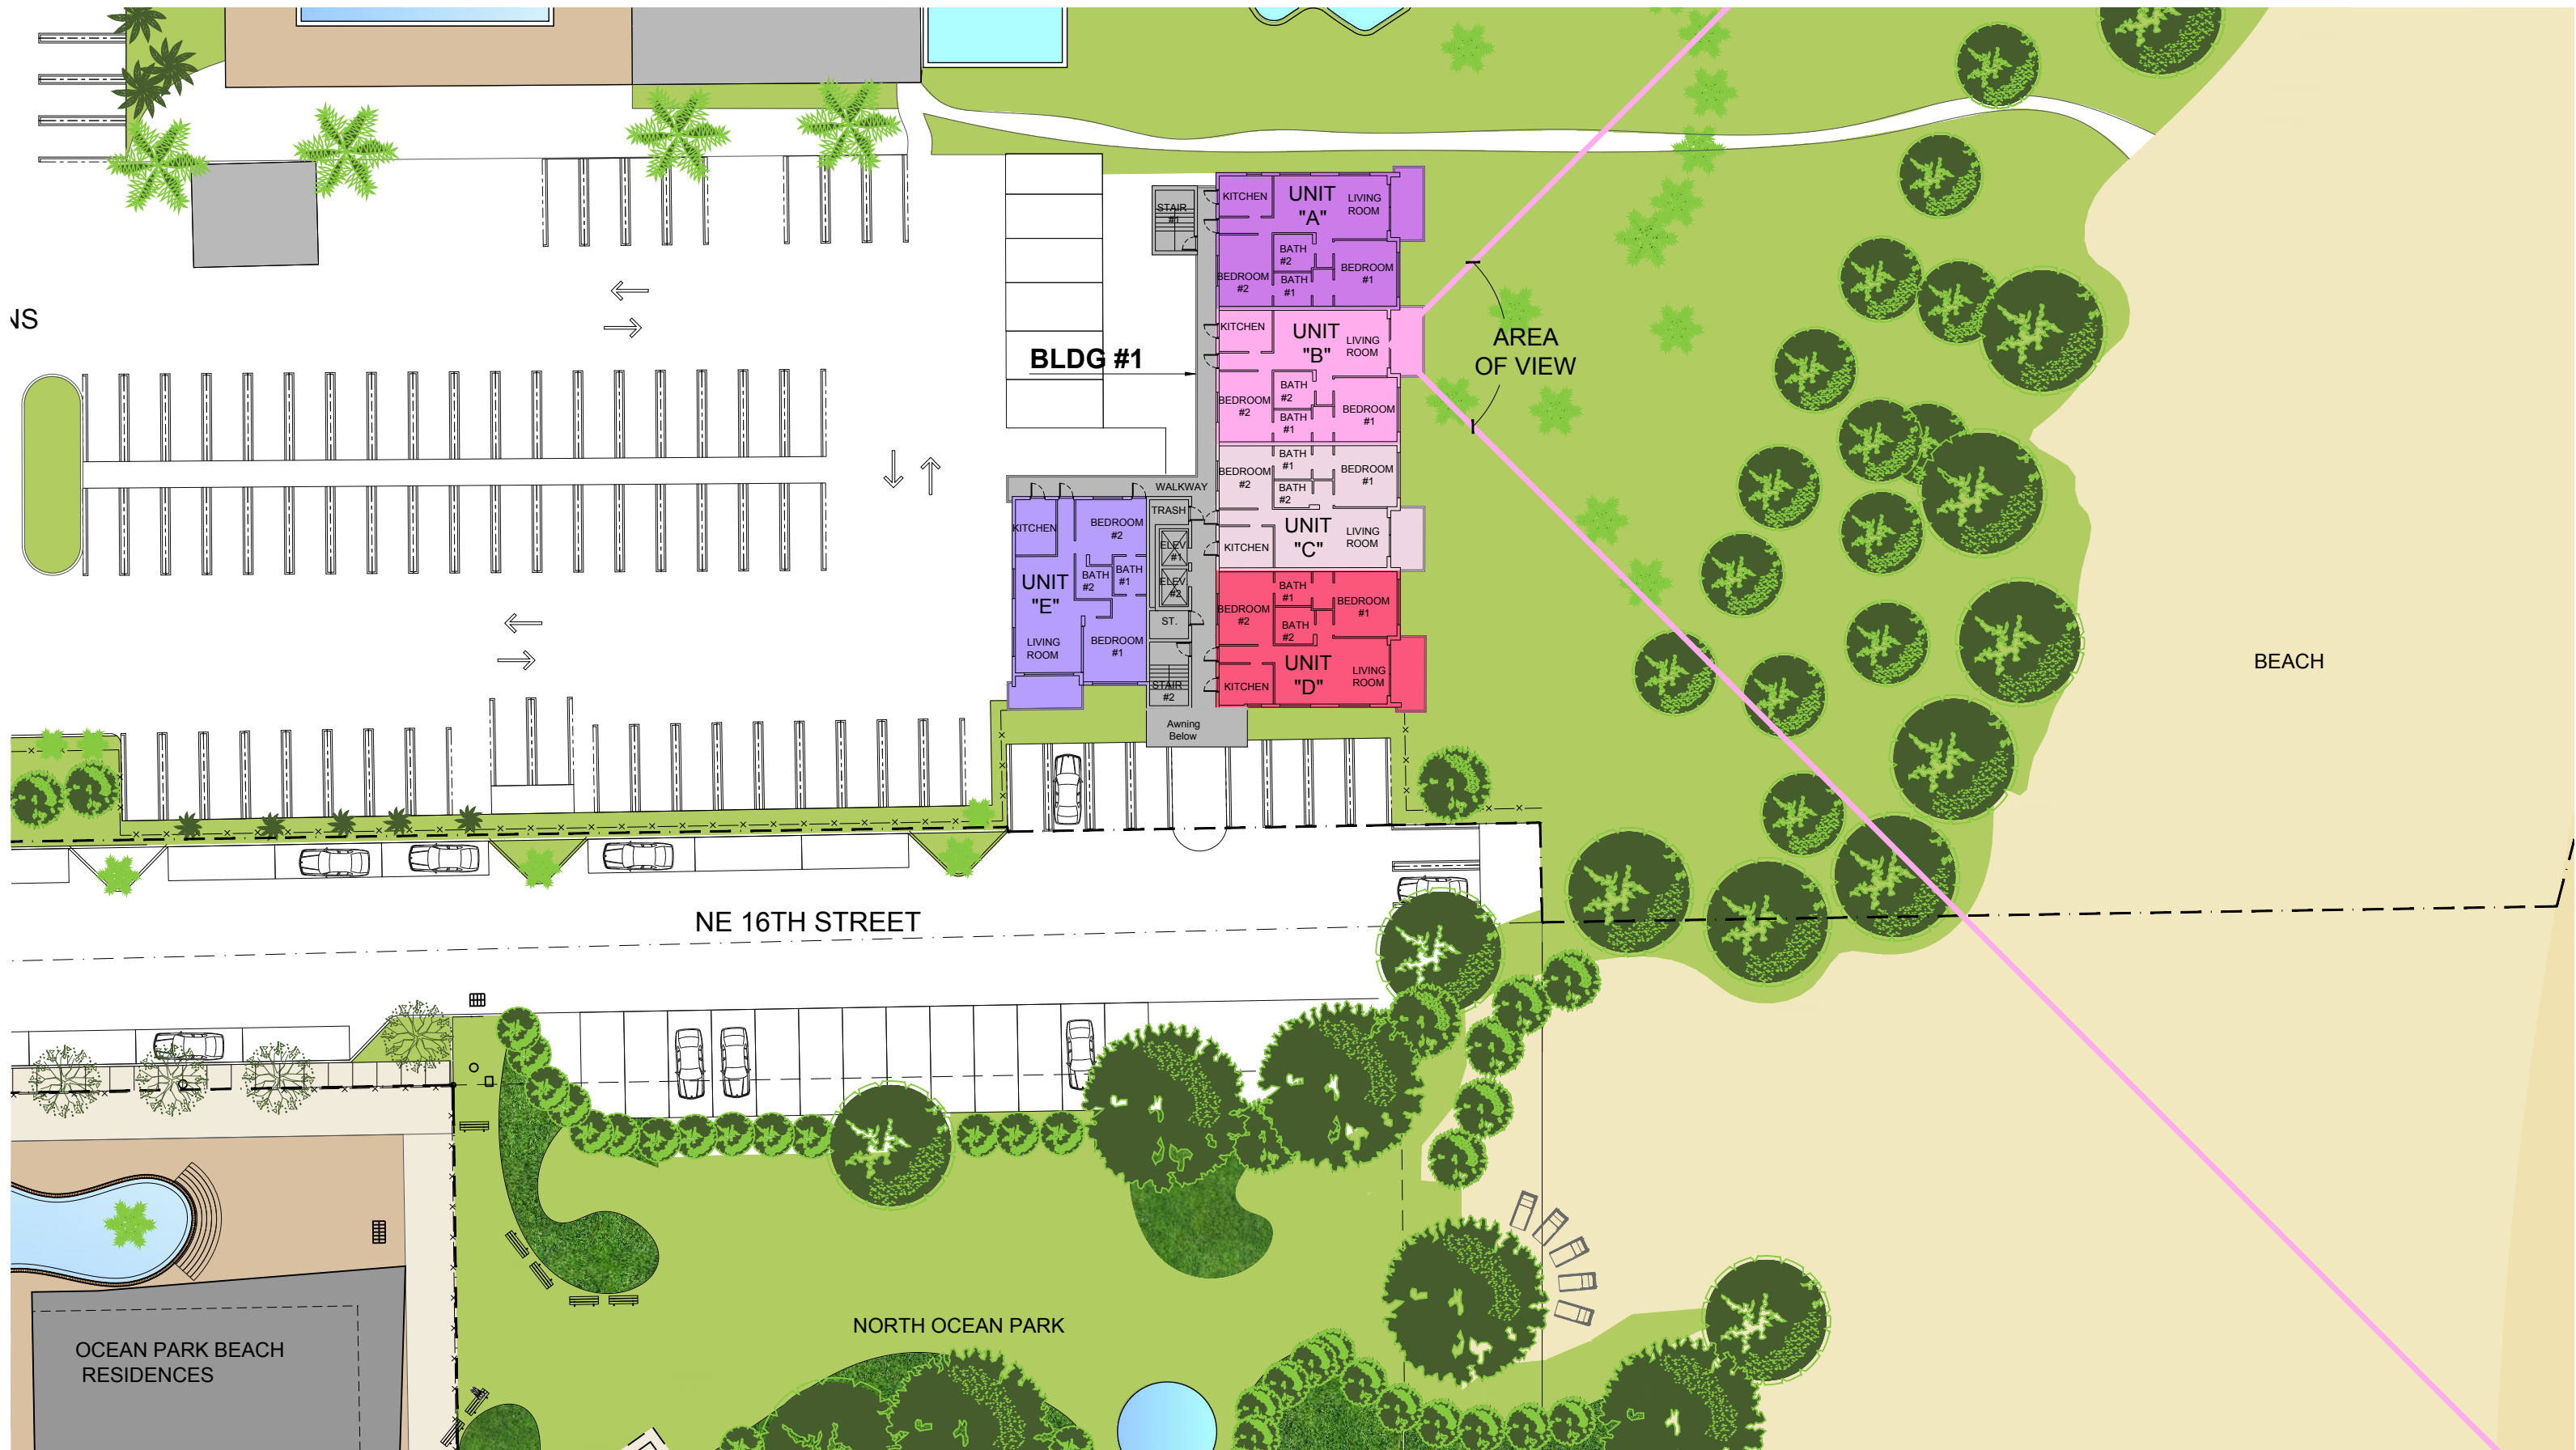 NS
BLDG #1
STAIR
#1
KITCHEN
UNIT
"A"
LIVING
ROOM
BATH
#2
BEDROOM
#2
BATH
#1
BEDROOM
#1
KITCHEN
UNIT
"B"
LIVING
ROOM
BATH
#2
BEDROOM
#2
BATH
#1
BEDROOM
#1
AREA
OF VIEW
BATH
#1
BEDROOM
#2
BEDROOM
#1
BATH
#2
UNIT
"C"
KITCHEN
LIVING
ROOM
WALKWAY
TRASH
ELEV.
#1
ELEV.
#2
ST.
STAIR
#2
KITCHEN
BEDROOM
#2
UNIT
"E"
BATH
#2
BATH
#1
LIVING
ROOM
BEDROOM
#1
BATH
#1
BEDROOM
#2
BEDROOM
#1
BATH
#2
UNIT
"D"
KITCHEN
LIVING
ROOM
Awning
Below
BEACH
NE 16TH STREET
NORTH OCEAN PARK
OCEAN PARK BEACH
RESIDENCES